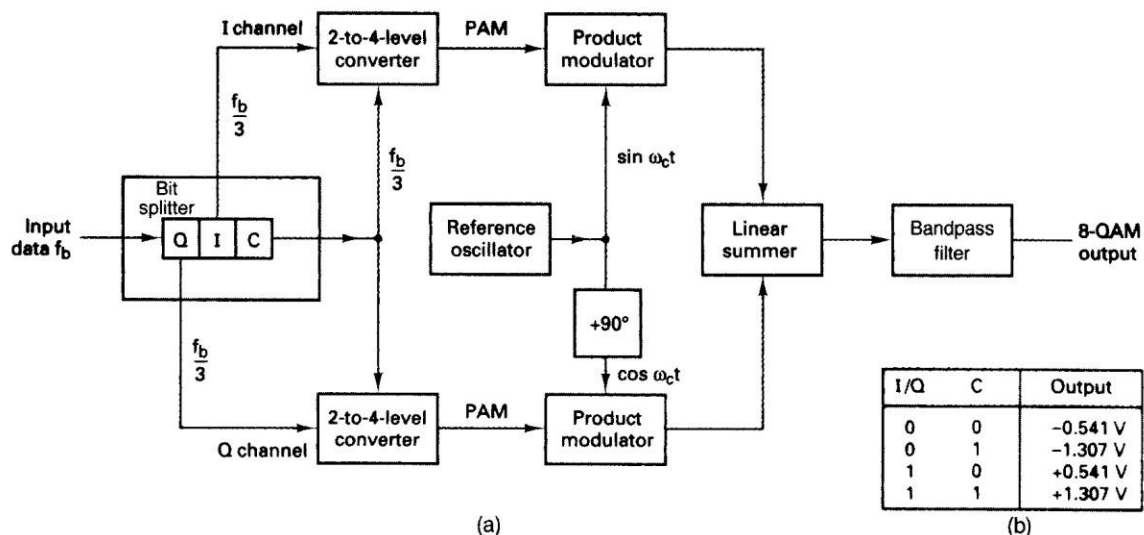 I channel
2-to-4-level
converter
PAM
Product
modulator
f_b/3
f_b/3
sin ω_c t
Bit
splitter
Input
data f_b
Q I C
Reference
oscillator
Linear
summer
Bandpass
filter
8-QAM
output
+90°
f_b/3
cos ω_c t
Q channel
2-to-4-level
converter
PAM
Product
modulator
I/Q C Output
0 0 −0.541 V
0 1 −1.307 V
1 0 +0.541 V
1 1 +1.307 V
(a)
(b)